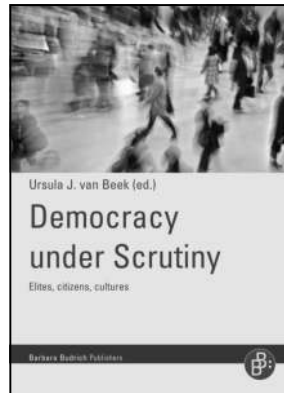 Ursula J. van Beek (ed.)
Democracy
under Scrutiny
Elites, citizens, cultures
Barbara Budrich Publishers
B B: